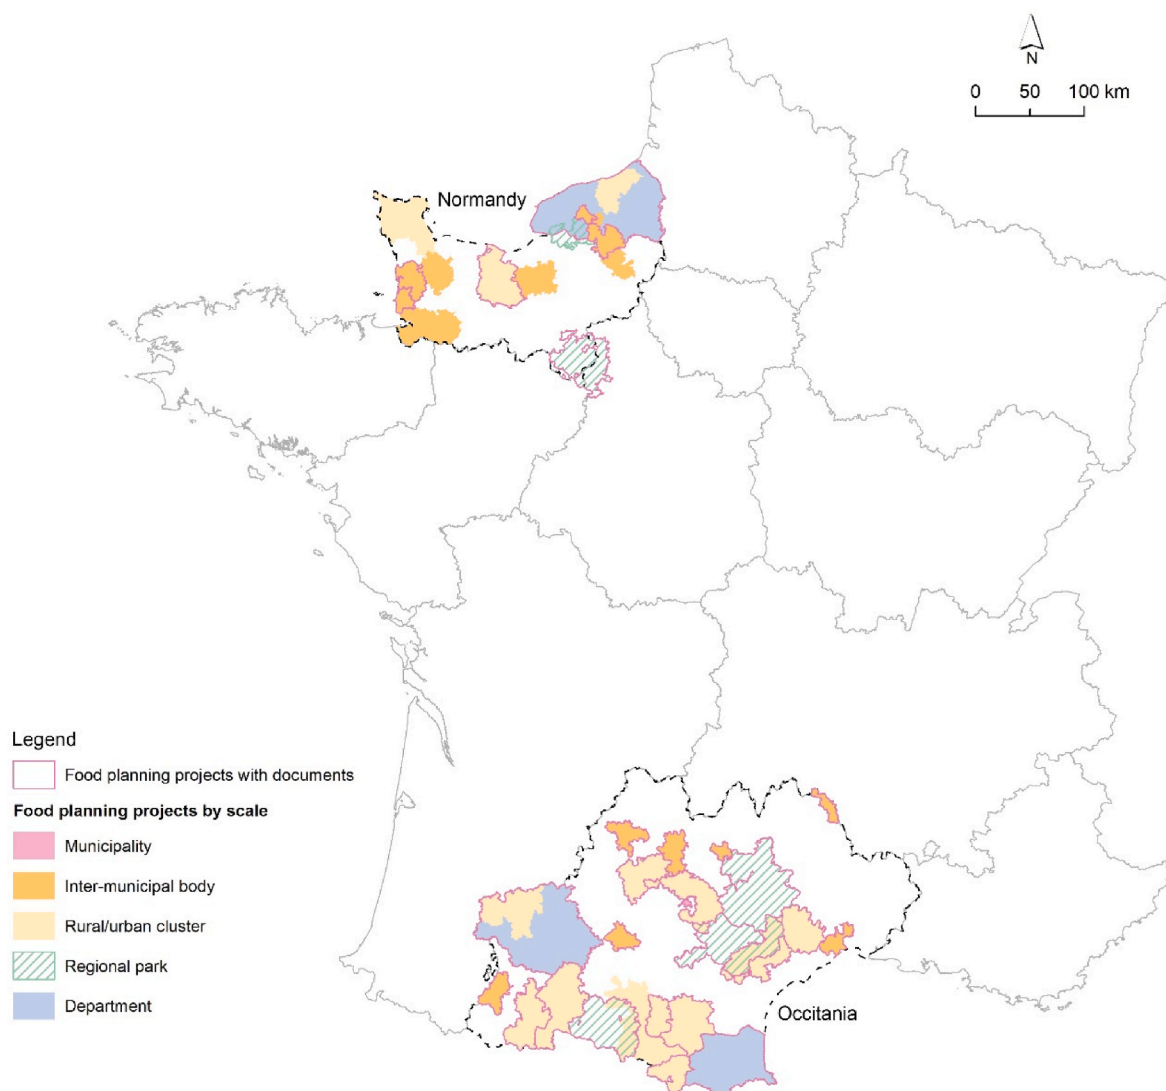 N
0 50 100 km
Normandy
Legend
Food planning projects with documents
Food planning projects by scale
Municipality
Inter-municipal body
Rural/urban cluster
Regional park
Department
Occitania